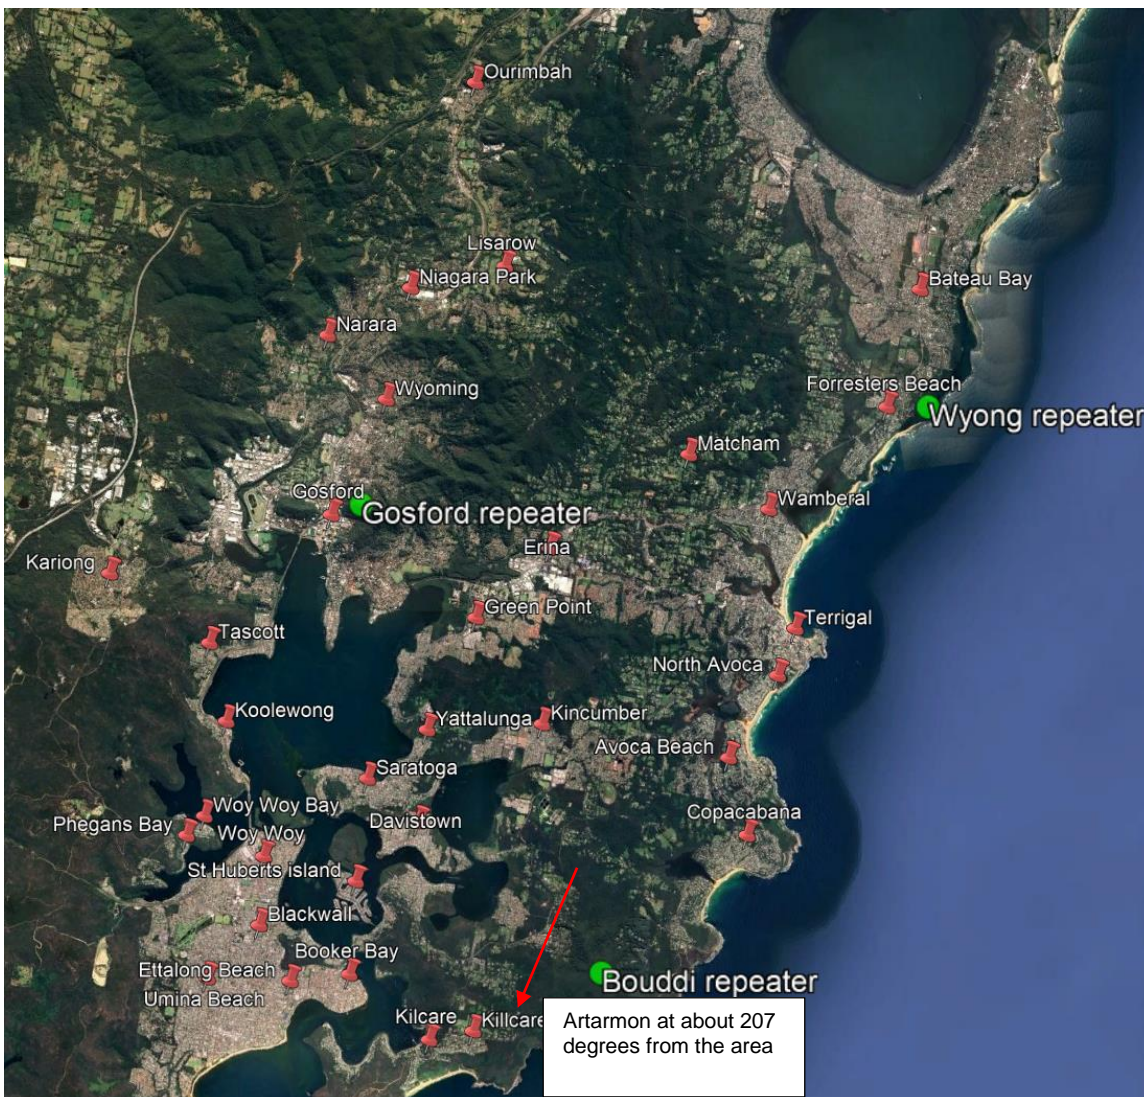 Ourimbah
Lisarow
Niagara Park
Bateau Bay
Narara
Wyoming
Forresters Beach
Wyong repeater
Matcham
Gosford
Wamberal
Gosford repeater
Erina
Kariong
Green Point
Terrigal
Tascott
North Avoca
Koolewong
Yattalunga
Kincumber
Avoca Beach
Saratoga
Woy Woy Bay
Davistown
Copacabana
Phegans Bay
Woy Woy
St Huberts island
Blackwall
Booker Bay
Ettalong Beach
Bouddi repeater
Umina Beach
Kilcare
Killcare
Artarmon at about 207
degrees from the area